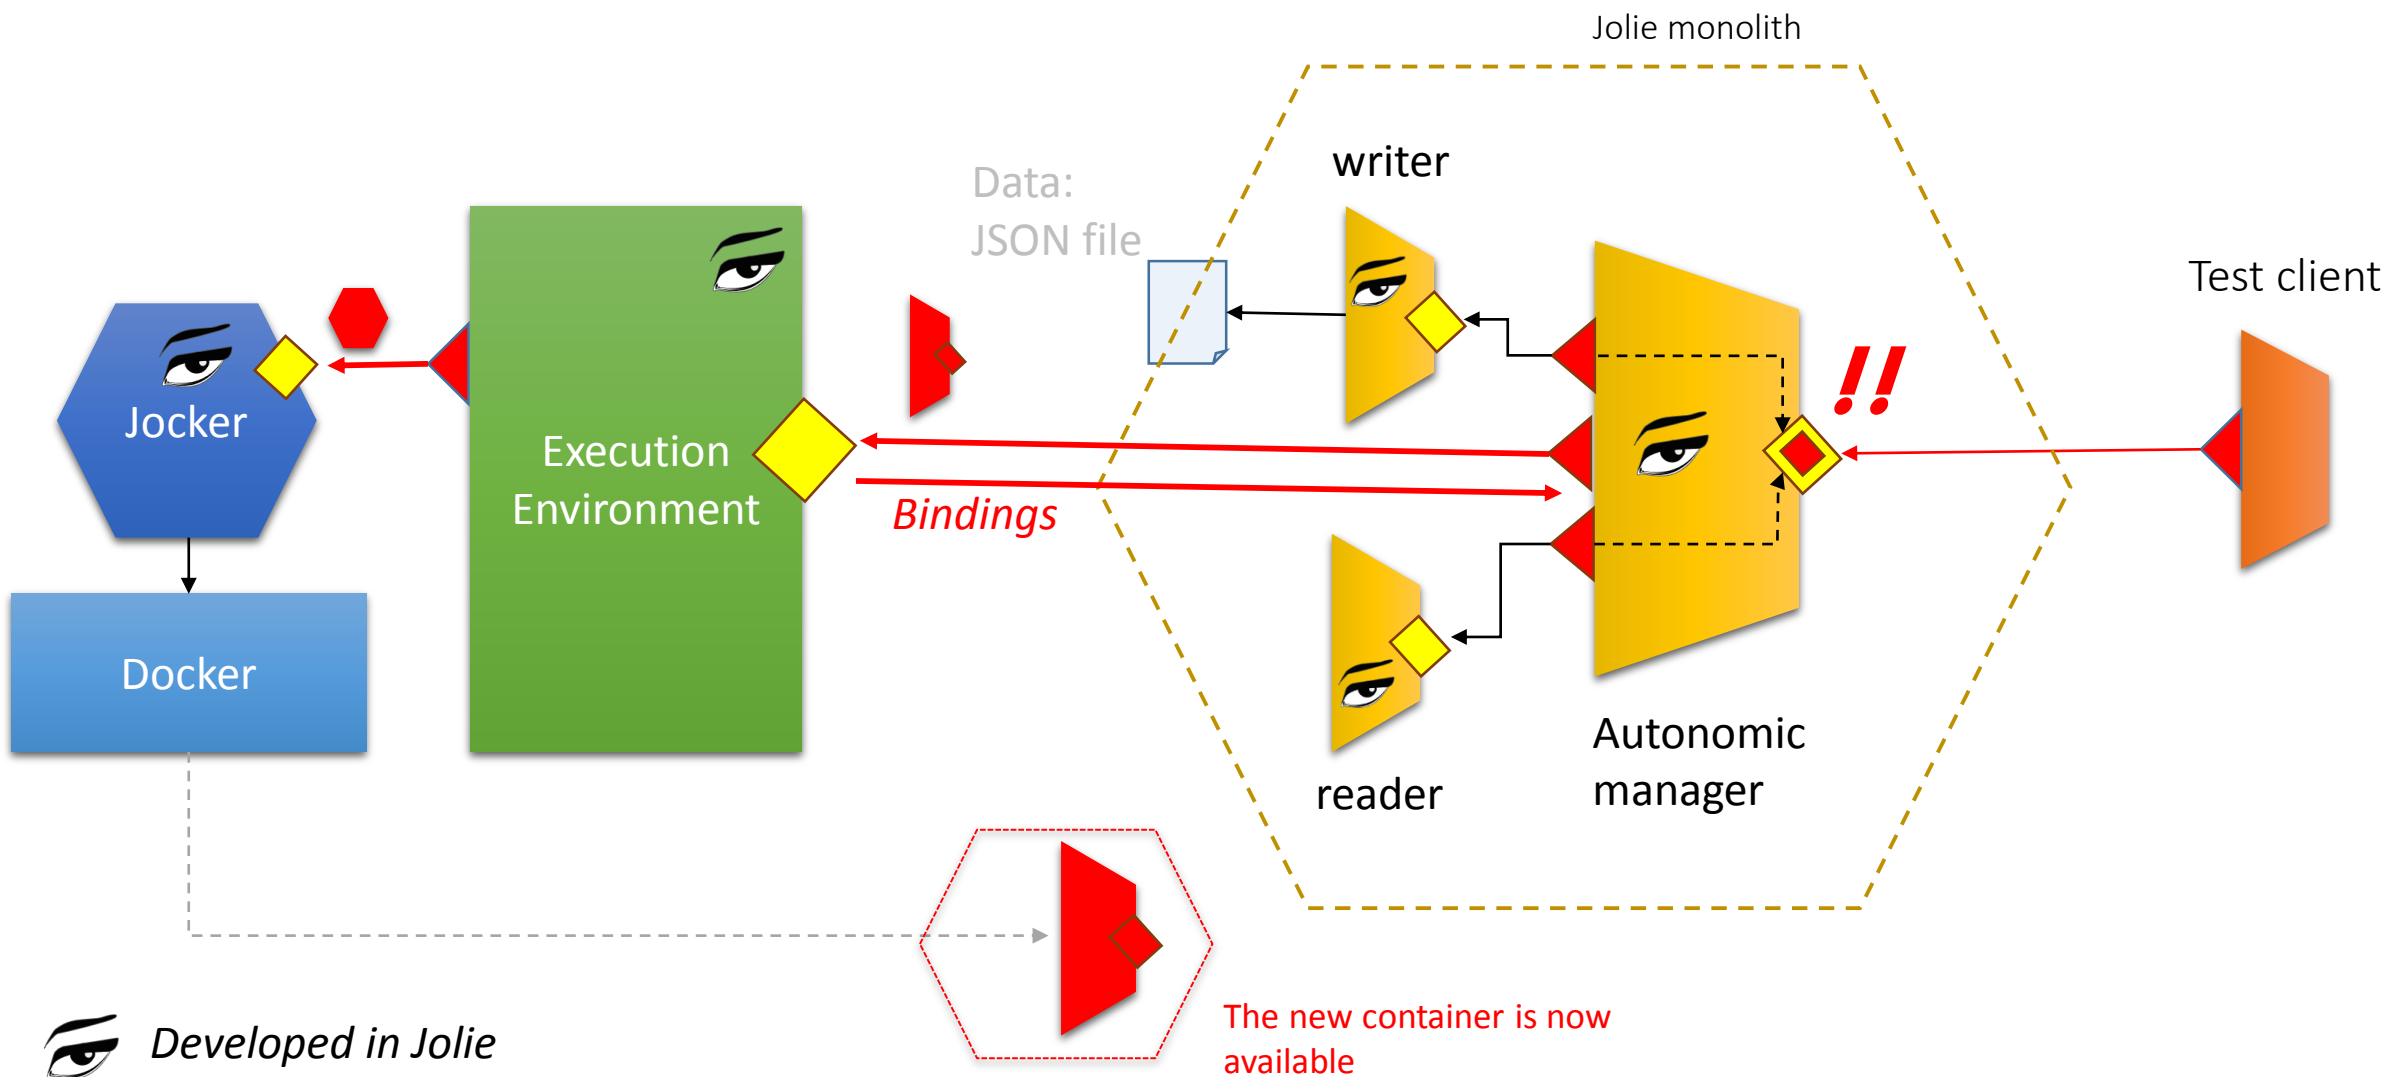 Jolie monolith
writer
Data:
JSON file
Test client
!!
Jocker
Execution
Environment
Bindings
Docker
Autonomic
manager
reader
The new container is now
available
Developed in Jolie